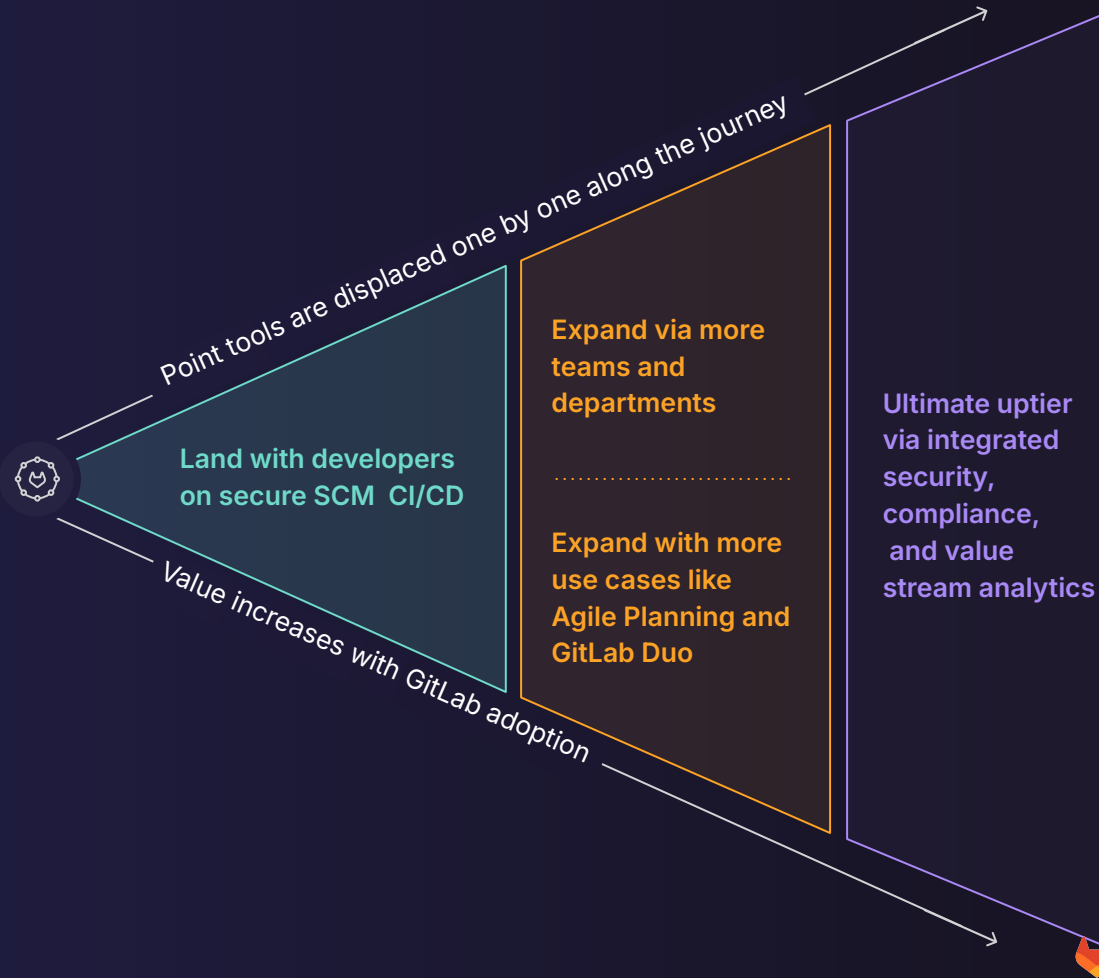 Point tools are displaced one by one along the journey
Land with developers
on secure SCM  CI/CD
Value increases with GitLab adoption
Expand via more
teams and
departments
Expand with more
use cases like
Agile Planning and
GitLab Duo
Ultimate uptier
via integrated
security,
compliance,
and value
stream analytics